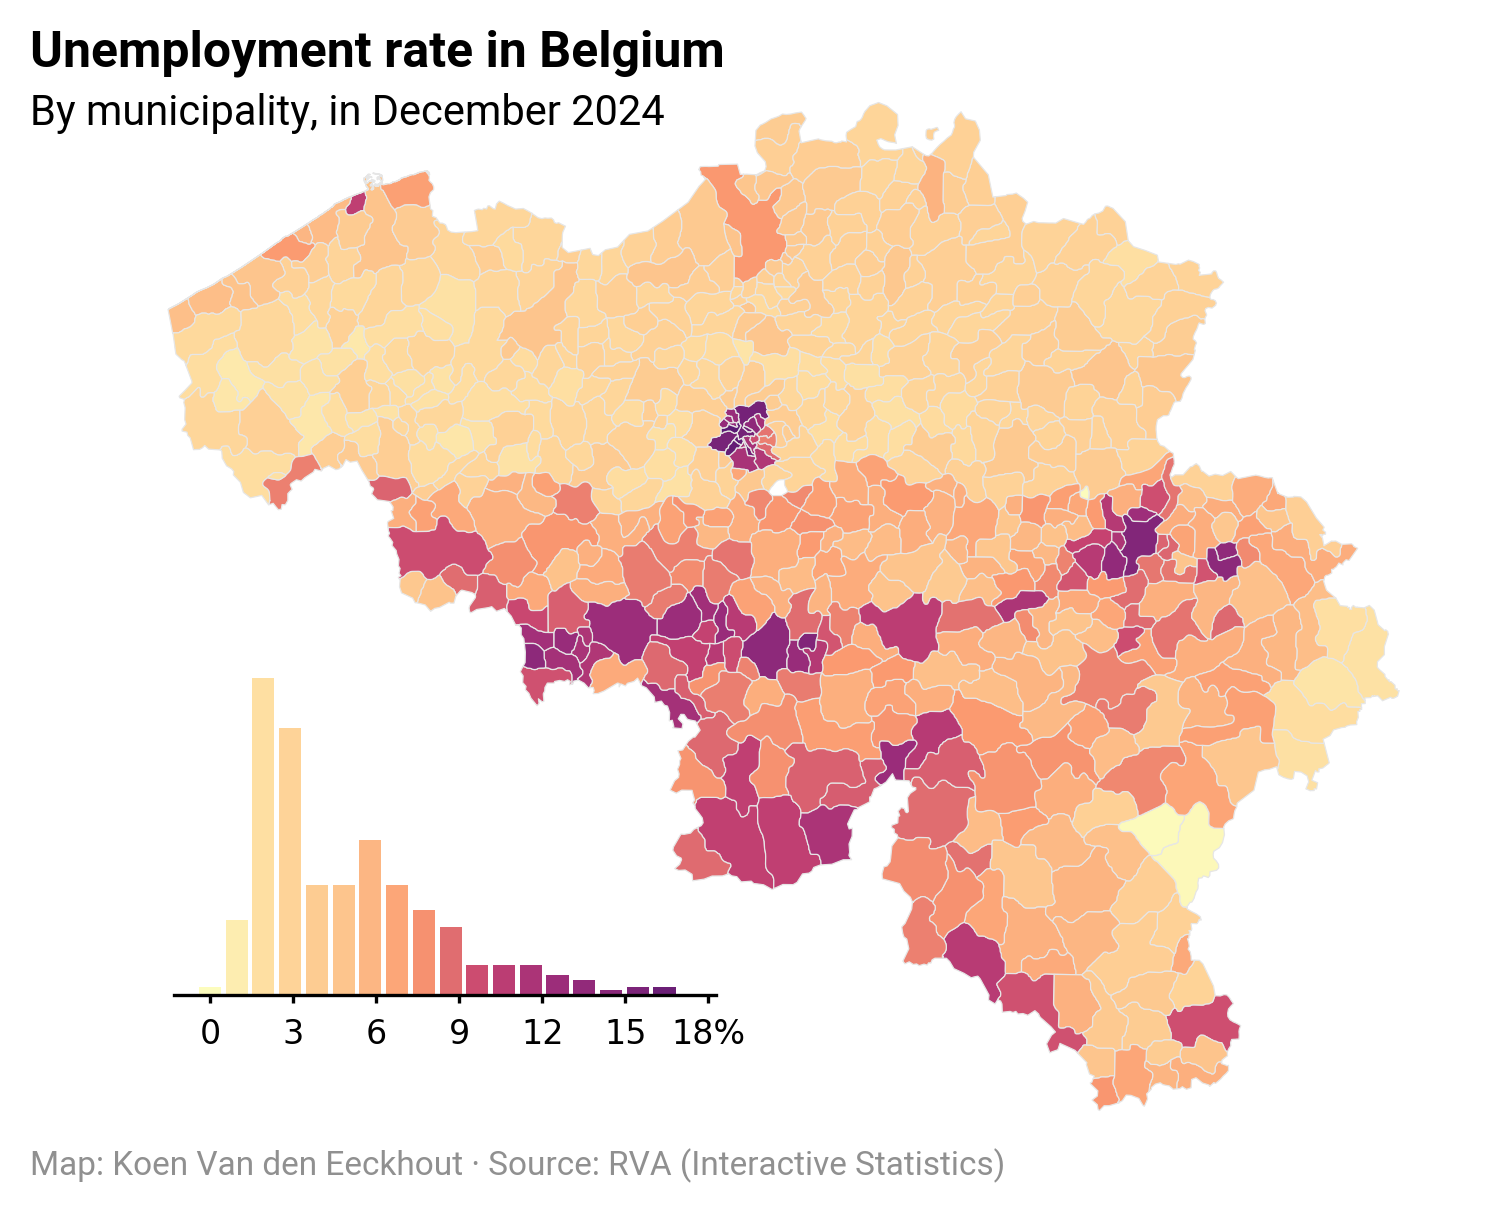 Unemployment rate in Belgium
By municipality, in December 2024
0 3 6 9 12 15 18%
Map: Koen Van den Eeckhout · Source: RVA (Interactive Statistics)